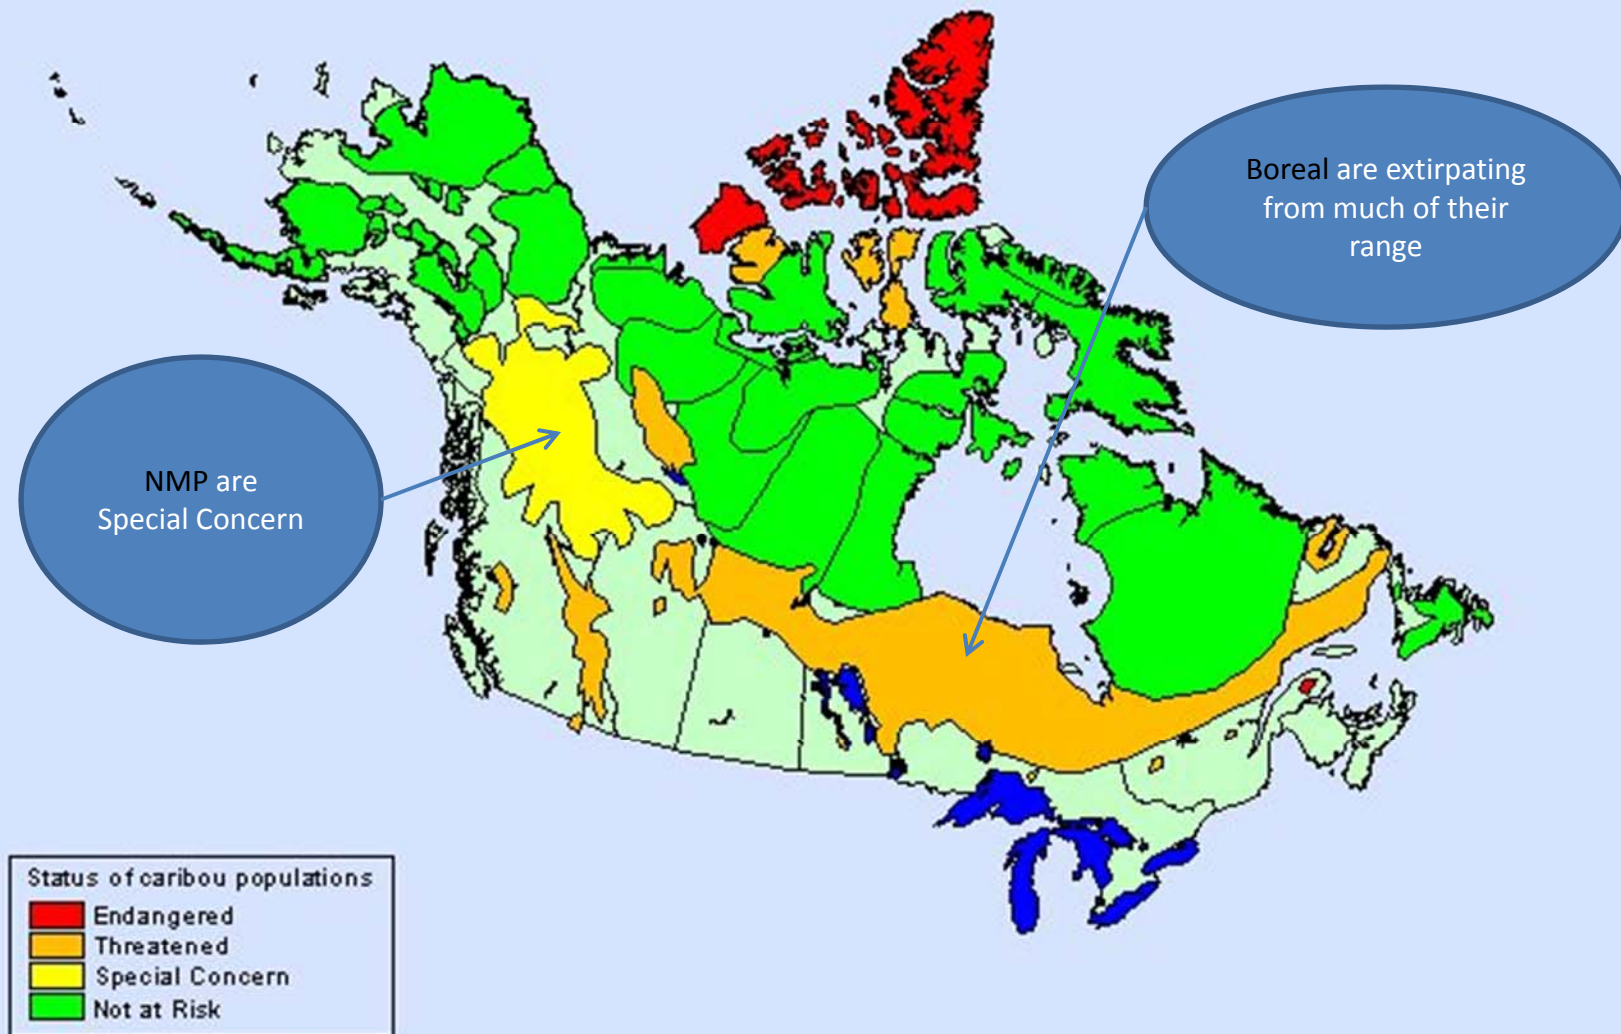 Boreal are extirpating
from much of their
range
NMP are
Special Concern
Status of caribou populations
Endangered
Threatened
Special Concern
Not at Risk